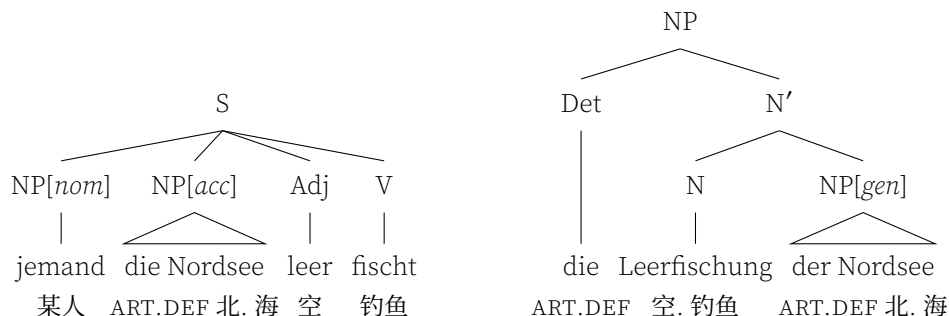 NP
S Det N′
NP[nom] NP[acc] Adj V N NP[gen]
jemand die Nordsee leer fischt die Leerfischung der Nordsee
某人 ART.DEF 北. 海 空 钓鱼 ART.DEF 空. 钓鱼 ART.DEF 北. 海